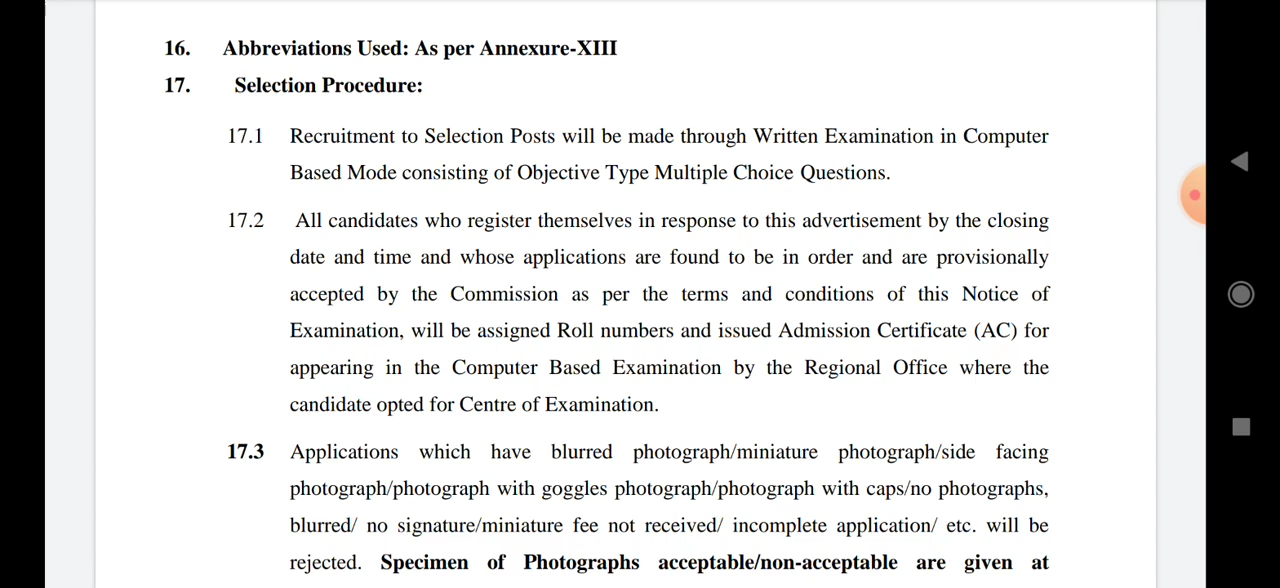 16. Abbreviations Used: As per Annexure-XIII
17. Selection Procedure:
17.1 Recruitment to Selection Posts will be made through Written Examination in Computer
Based Mode consisting of Objective Type Multiple Choice Questions.
17.2 All candidates who register themselves in response to this advertisement by the closing
date and time and whose applications are found to be in order and are provisionally
accepted by the Commission as per the terms and conditions of this Notice of
Examination, will be assigned Roll numbers and issued Admission Certificate (AC) for
appearing in the Computer Based Examination by the Regional Office where the
candidate opted for Centre of Examination.
17.3 Applications which have blurred photograph/miniature photograph/side facing
photograph/photograph with goggles photograph/photograph with caps/no photographs,
blurred/ no signature/miniature fee not received/ incomplete application/ etc. will be
rejected. Specimen of Photographs acceptable/non-acceptable are given at